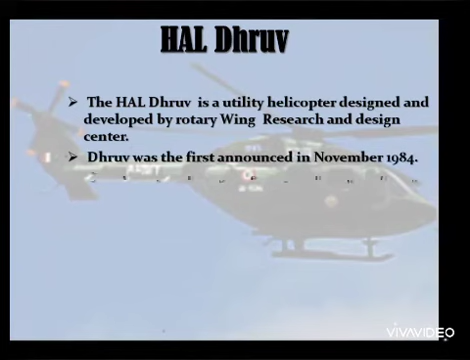 HAL Dhruv
➢ The HAL Dhruv is a utility helicopter designed and
developed by rotary Wing Research and design
center.
➢ Dhruv was the first announced in November 1984.
VIVAVIDEO